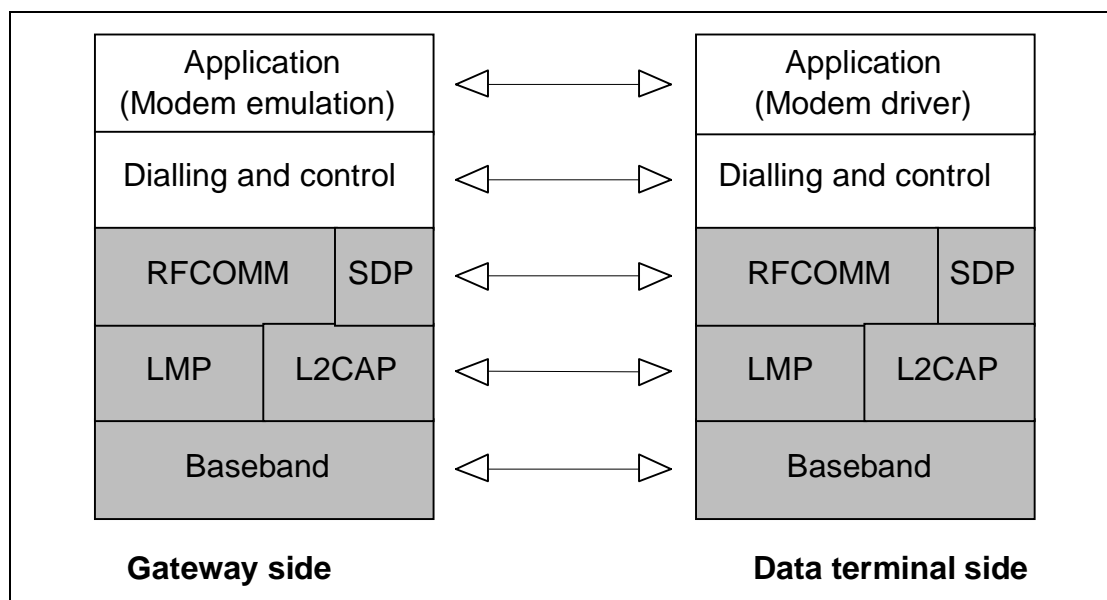 Application
(Modem emulation)
Application
(Modem driver)
Dialling and control
Dialling and control
RFCOMM
SDP
RFCOMM
SDP
LMP
L2CAP
LMP
L2CAP
Baseband
Baseband
Gateway side
Data terminal side